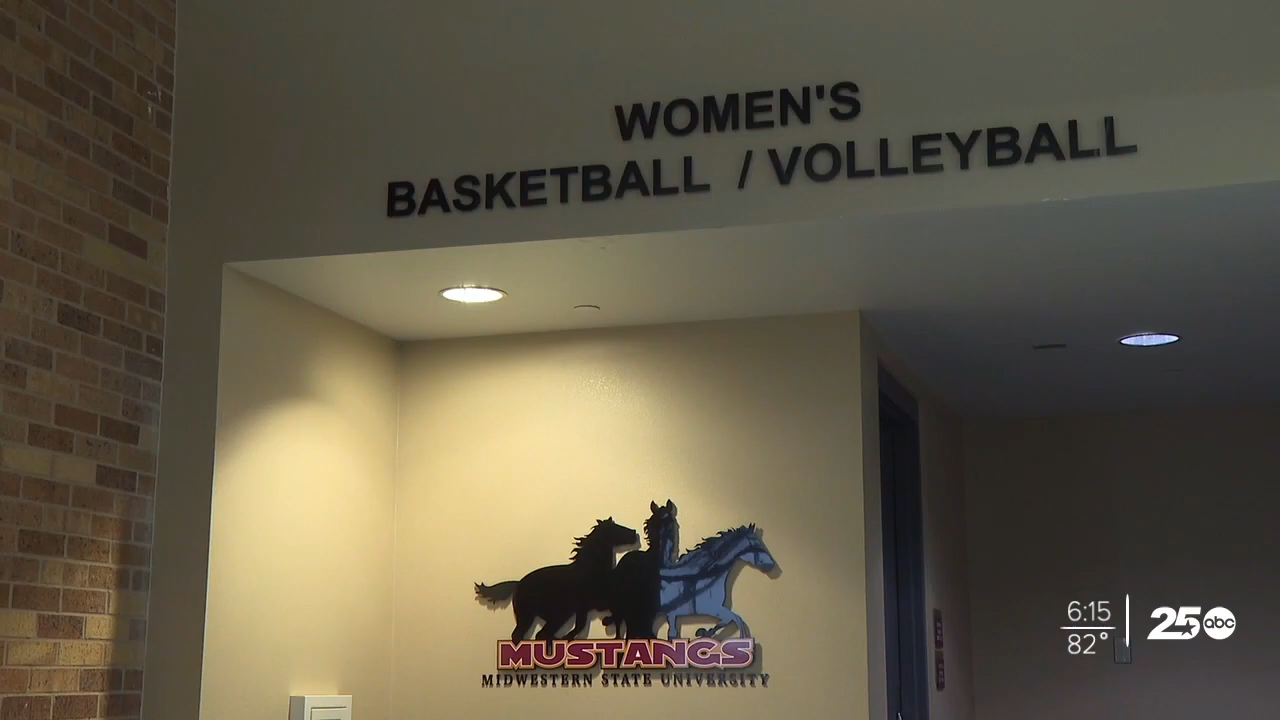 WOMEN'S
BASKETBALL / VOLLEYBALL
MUSTANGS
MIDWESTERN STATE UNIVERSITY
6:15
82°
25 abc